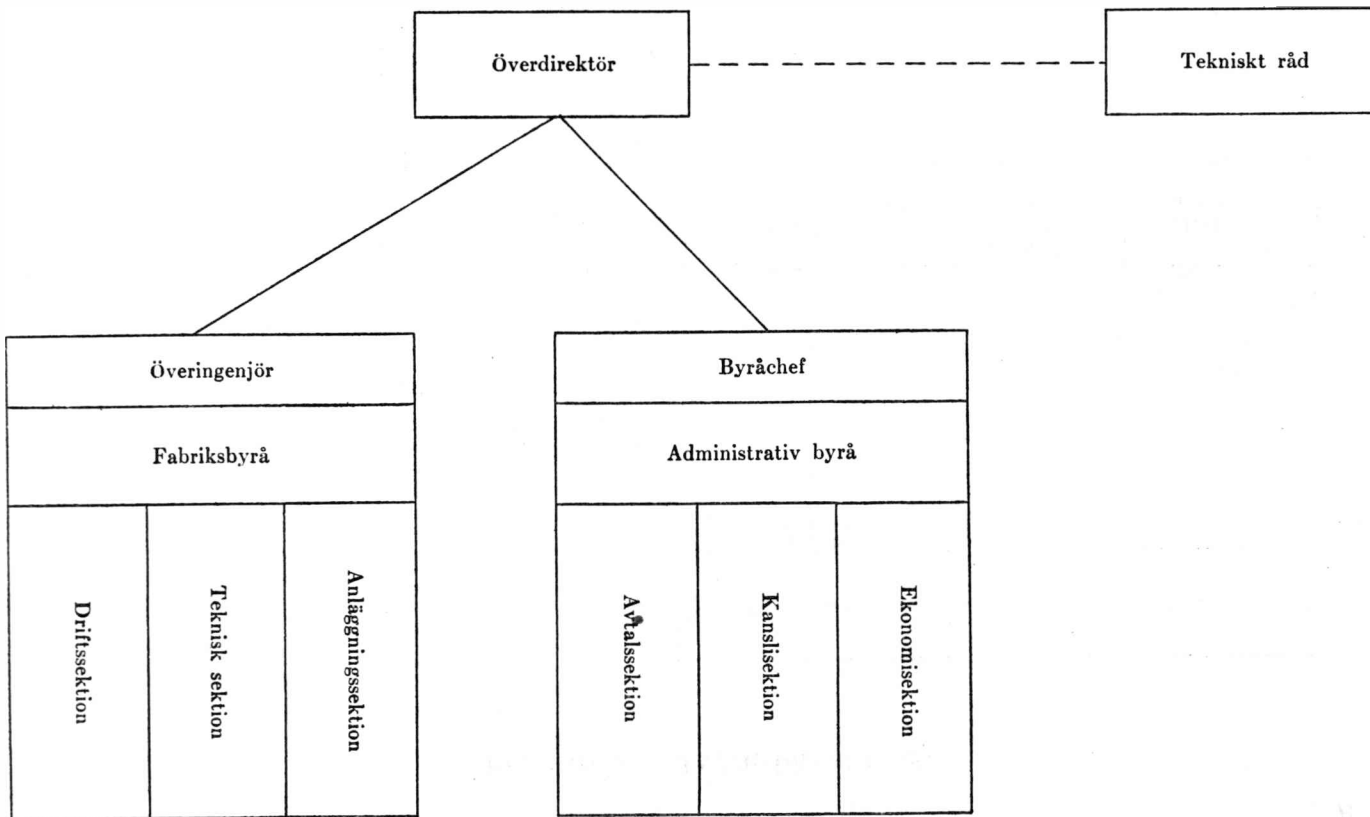 Överdirektör
Tekniskt råd
Överingenjör
Fabriksbyrå
Driftssektion
Teknisk sektion
Anläggningssektion
Byråchef
Administrativ byrå
Avtalssektion
Kanslisektion
Ekonomisektion